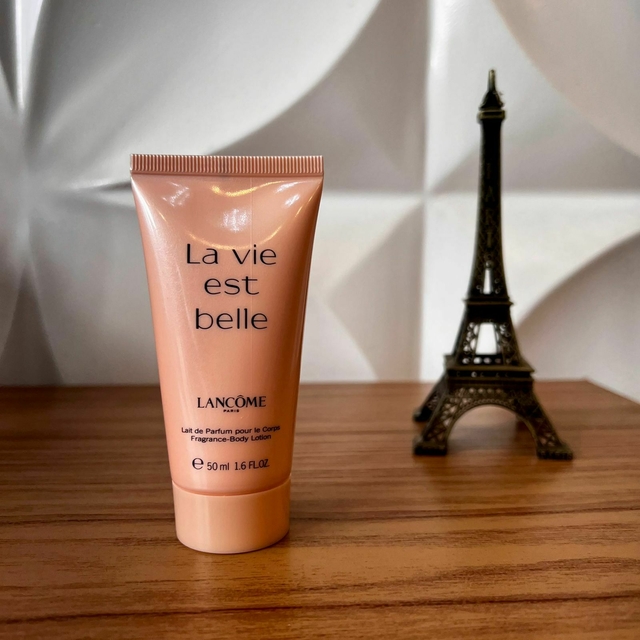 La vie
est
belle
LANCÔME
PARIS
Lait de Parfum pour le Corps
Fragrance-Body Lotion
℮ 50 ml 1.6 FL.OZ.